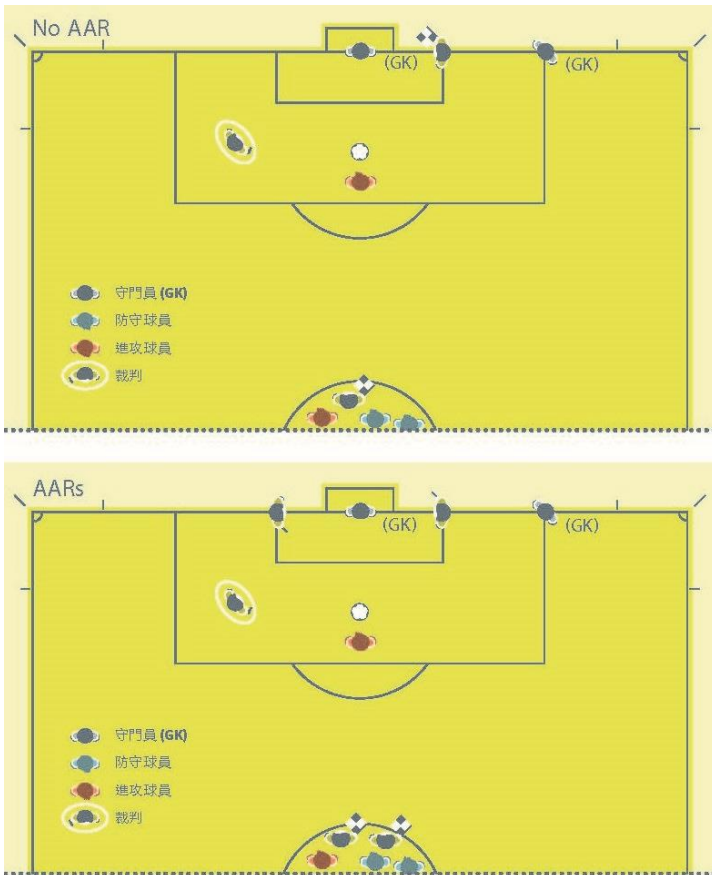 No AAR
(GK)
(GK)
守門員 (GK)
防守球員
進攻球員
裁判
AARs
(GK)
(GK)
守門員 (GK)
防守球員
進攻球員
裁判